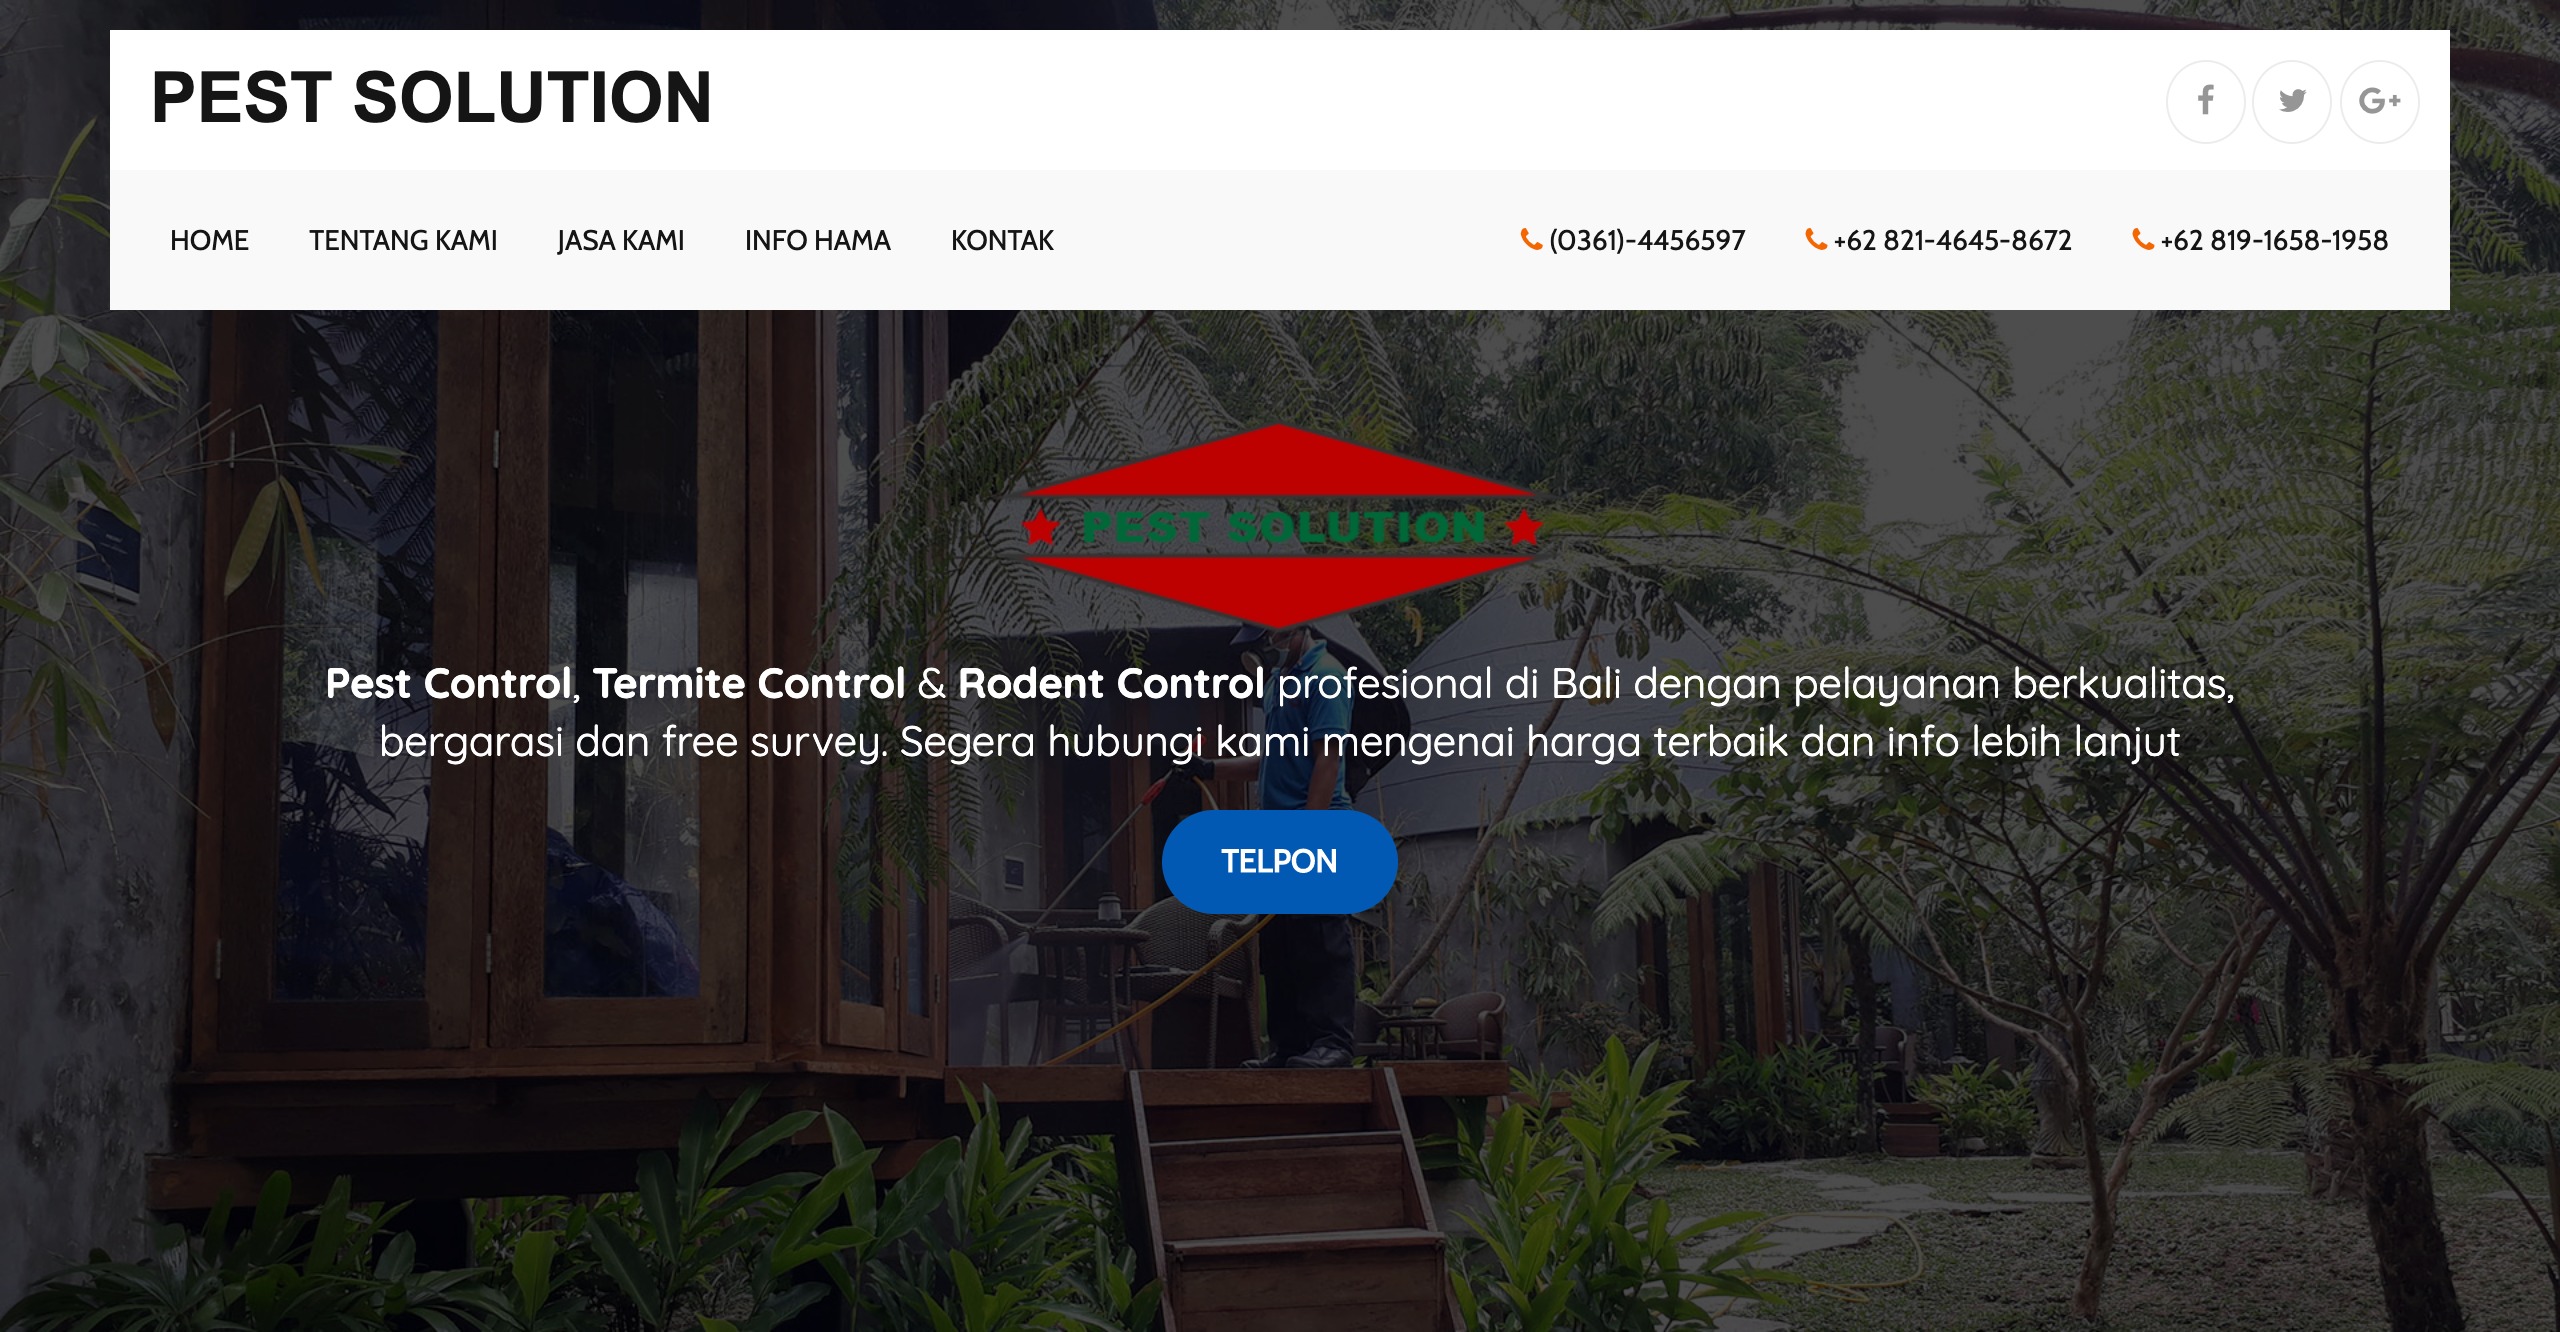 PEST SOLUTION
HOME TENTANG KAMI JASA KAMI INFO HAMA KONTAK (0361)-4456597 +62 821-4645-8672 +62 819-1658-1958
PEST SOLUTION
Pest Control, Termite Control & Rodent Control profesional di Bali dengan pelayanan berkualitas,
bergarasi dan free survey. Segera hubungi kami mengenai harga terbaik dan info lebih lanjut
TELPON